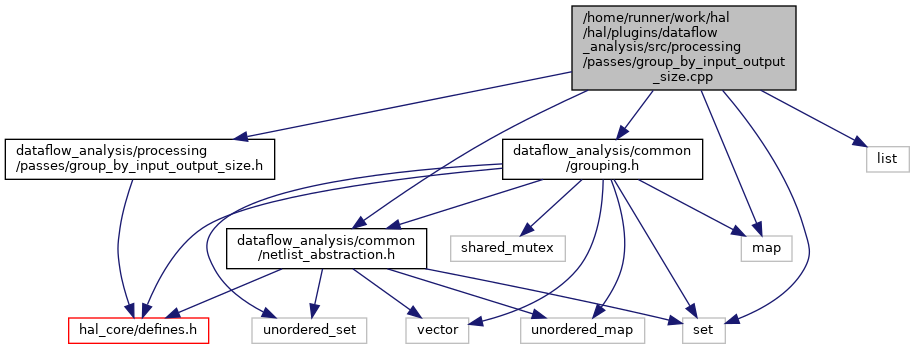 /home/runner/work/hal
/hal/plugins/dataflow
_analysis/src/processing
/passes/group_by_input_output
_size.cpp
dataflow_analysis/processing
/passes/group_by_input_output_size.h
dataflow_analysis/common
/grouping.h
list
dataflow_analysis/common
/netlist_abstraction.h
shared_mutex
map
hal_core/defines.h
unordered_set
vector
unordered_map
set